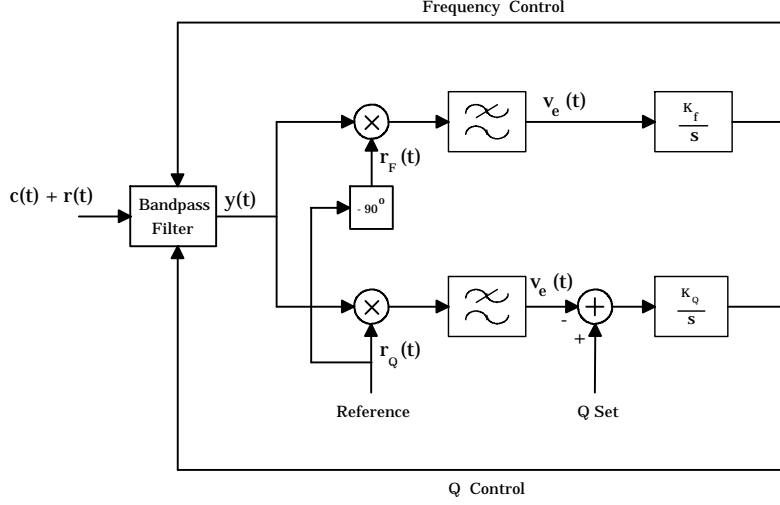 Frequency Control
v_e(t)
K_f
s
r_F(t)
c(t) + r(t)
Bandpass
Filter
y(t)
- 90°
v_e(t)
K_Q
s
-
+
r_Q(t)
Reference
Q Set
Q Control